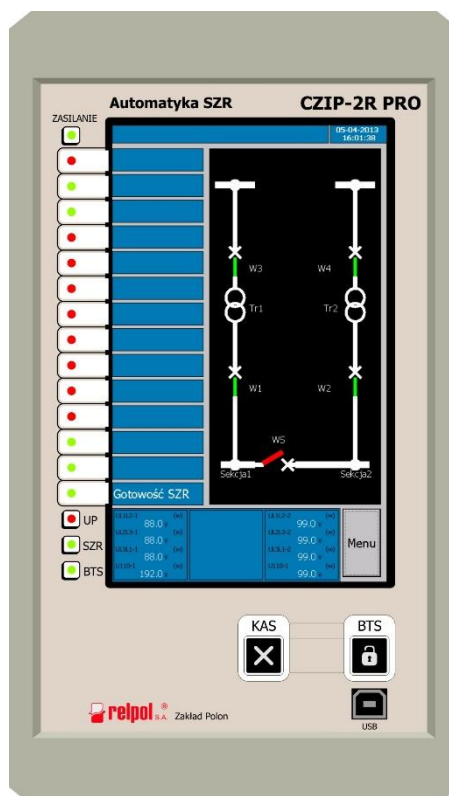 Automatyka SZR
CZIP-2R PRO
ZASILANIE
05-04-2013
16:01:38
W3
W4
Tr1
Tr2
W1
W2
W5
Sekcja1
Sekcja2
Gotowość SZR
UP
SZR
BTS
88.0
88.0
88.0
192.0
99.0
99.0
99.0
99.0
Menu
KAS
BTS
relpol ® S.A. Zakład Polon
USB